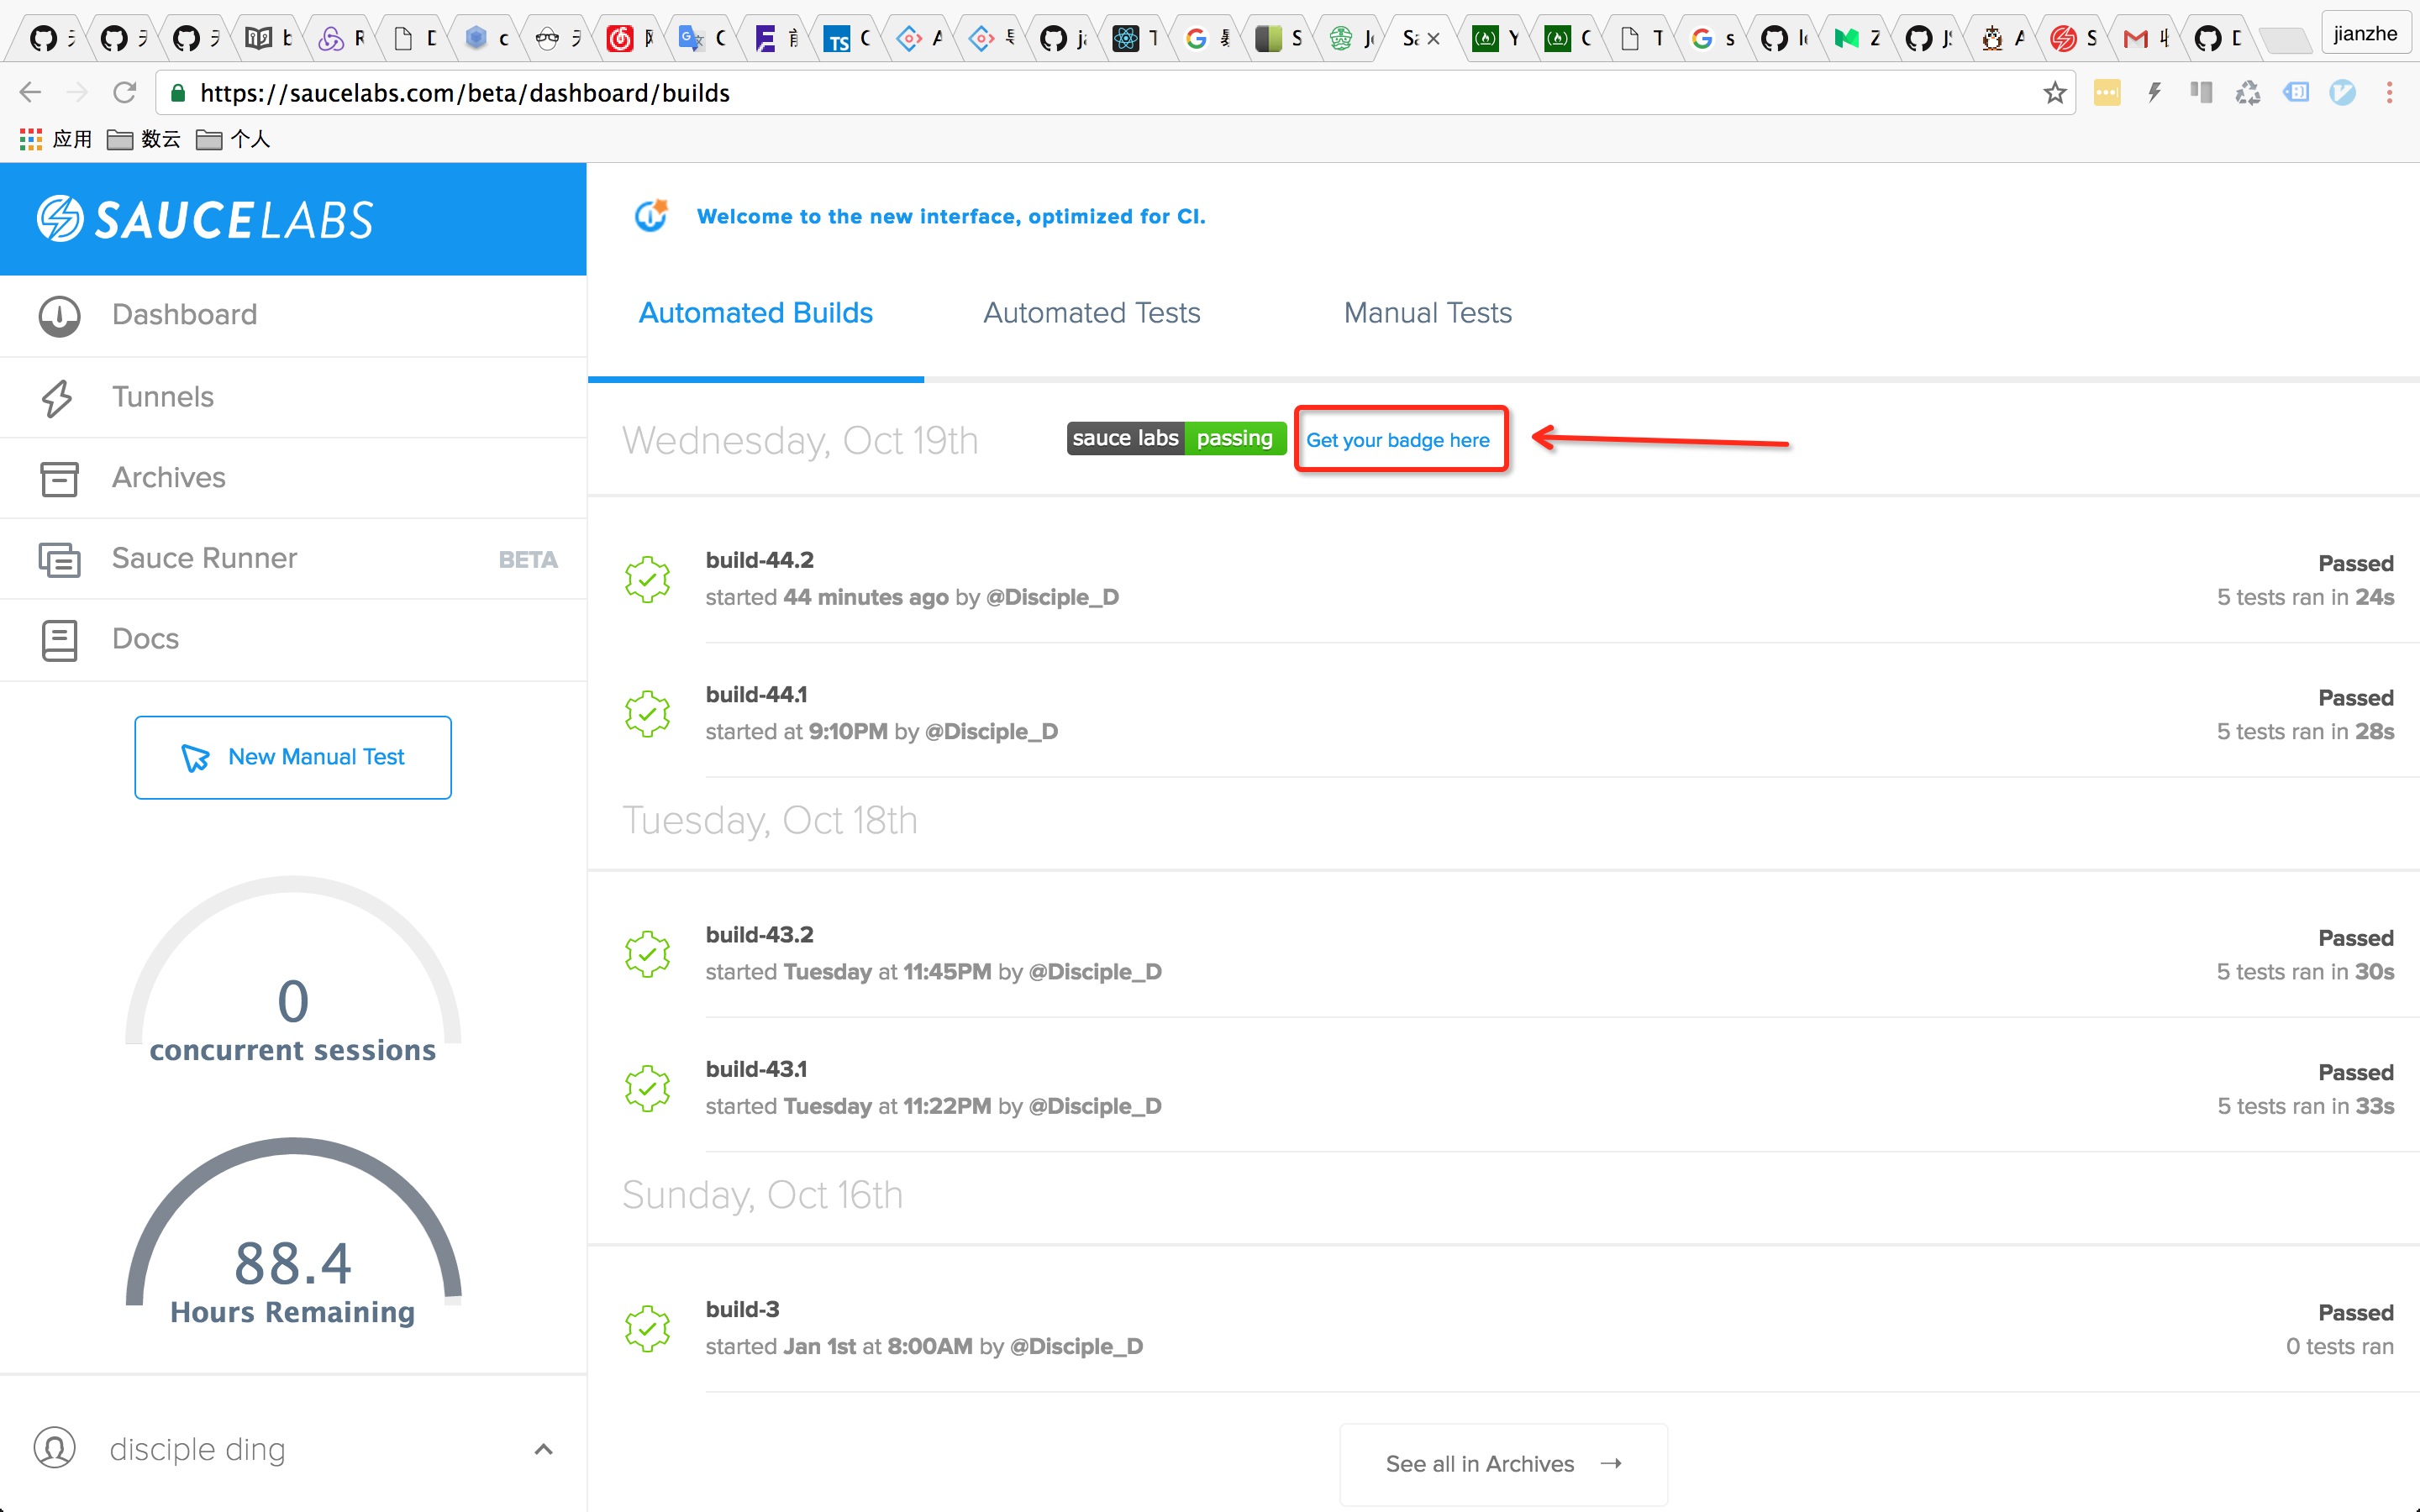 jianzhe
https://saucelabs.com/beta/dashboard/builds
应用 数云 个人
SAUCELABS
Dashboard
Tunnels
Archives
Sauce Runner BETA
Docs
New Manual Test
0
concurrent sessions
88.4
Hours Remaining
disciple ding
Welcome to the new interface, optimized for CI.
Automated Builds Automated Tests Manual Tests
Wednesday, Oct 19th sauce labs passing Get your badge here
build-44.2 Passed
started 44 minutes ago by @Disciple_D 5 tests ran in 24s
build-44.1 Passed
started at 9:10PM by @Disciple_D 5 tests ran in 28s
Tuesday, Oct 18th
build-43.2 Passed
started Tuesday at 11:45PM by @Disciple_D 5 tests ran in 30s
build-43.1 Passed
started Tuesday at 11:22PM by @Disciple_D 5 tests ran in 33s
Sunday, Oct 16th
build-3 Passed
started Jan 1st at 8:00AM by @Disciple_D 0 tests ran
See all in Archives →